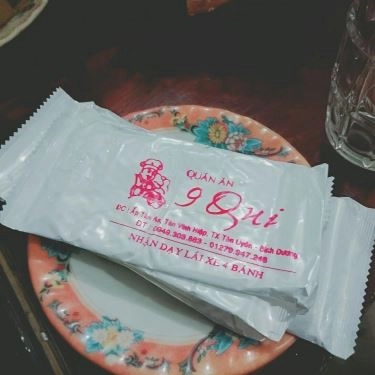 QUÁN ĂN
9 Quí
ĐC: Ấp Tân An, Tân Vĩnh Hiệp, TX Tân Uyên - Bình Dương
ĐT: 0949.303.883 - 01279.947.248
NHẬN DẠY LÁI XE 4 BÁNH